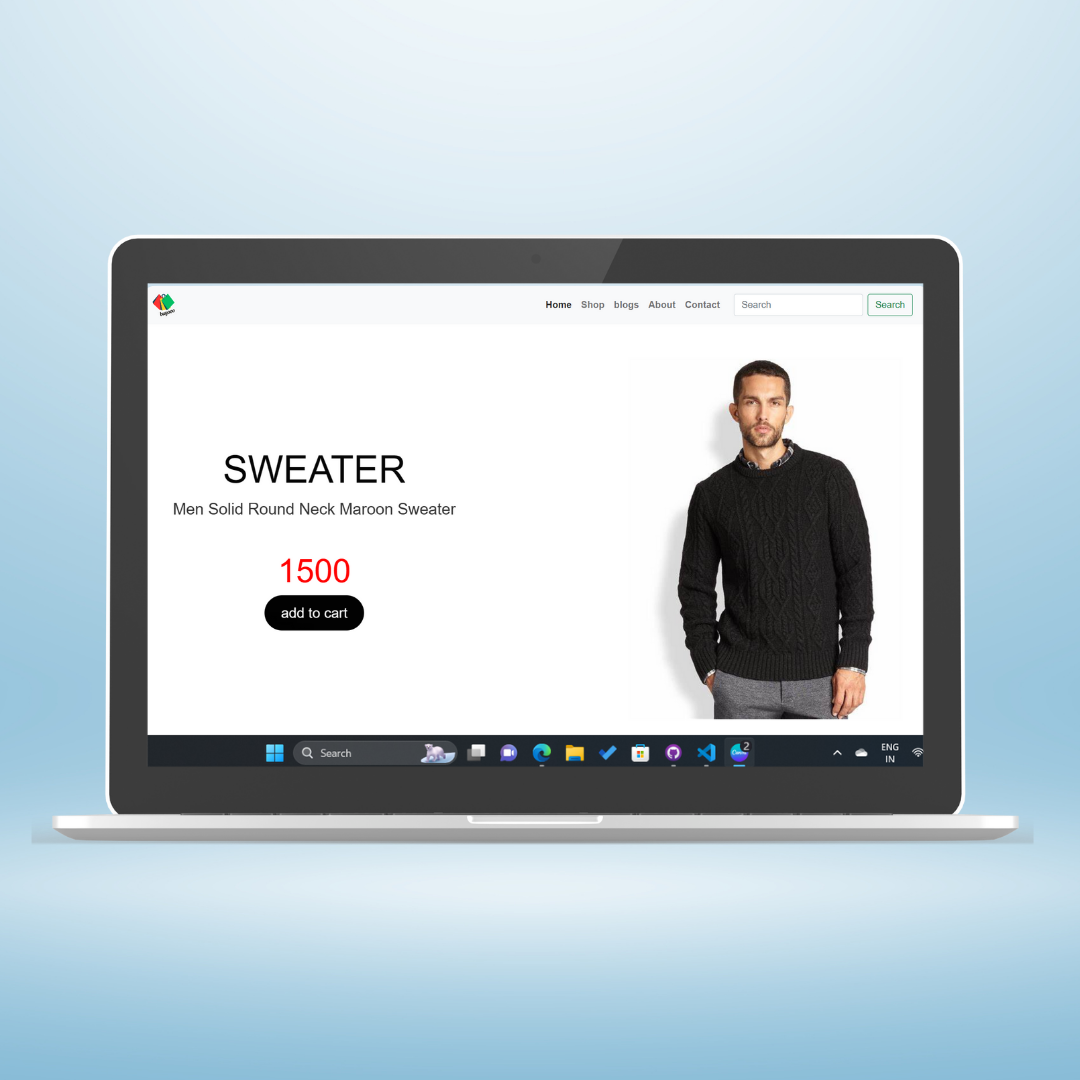 Home Shop blogs About Contact Search Search
SWEATER
Men Solid Round Neck Maroon Sweater
1500
add to cart
Search
2
ENG
IN